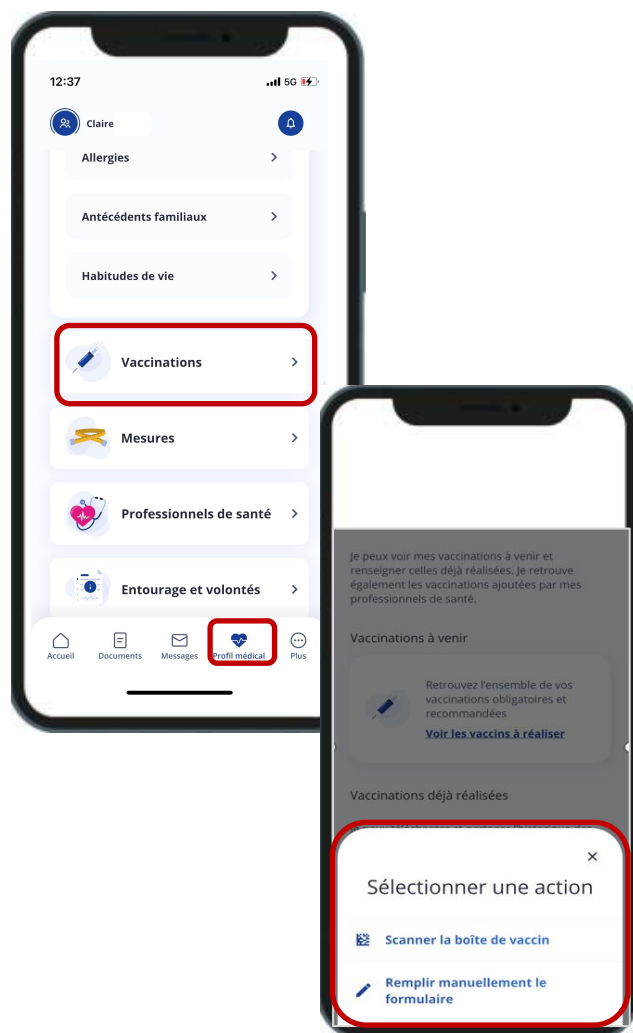 12:37
5G
Claire
Allergies
Antécédents familiaux
Habitudes de vie
Vaccinations
Mesures
Professionnels de santé
Entourage et volontés
Accueil
Documents
Messages
Profil médical
Plus
Je peux voir mes vaccinations à venir et
renseigner celles déjà réalisées. Je retrouve
également les vaccinations ajoutées par mes
professionnels de santé.
Vaccinations à venir
Retrouvez l'ensemble de vos
vaccinations obligatoires et
recommandées
Voir les vaccins à réaliser
Vaccinations déjà réalisées
Sélectionner une action
Scanner la boîte de vaccin
Remplir manuellement le
formulaire